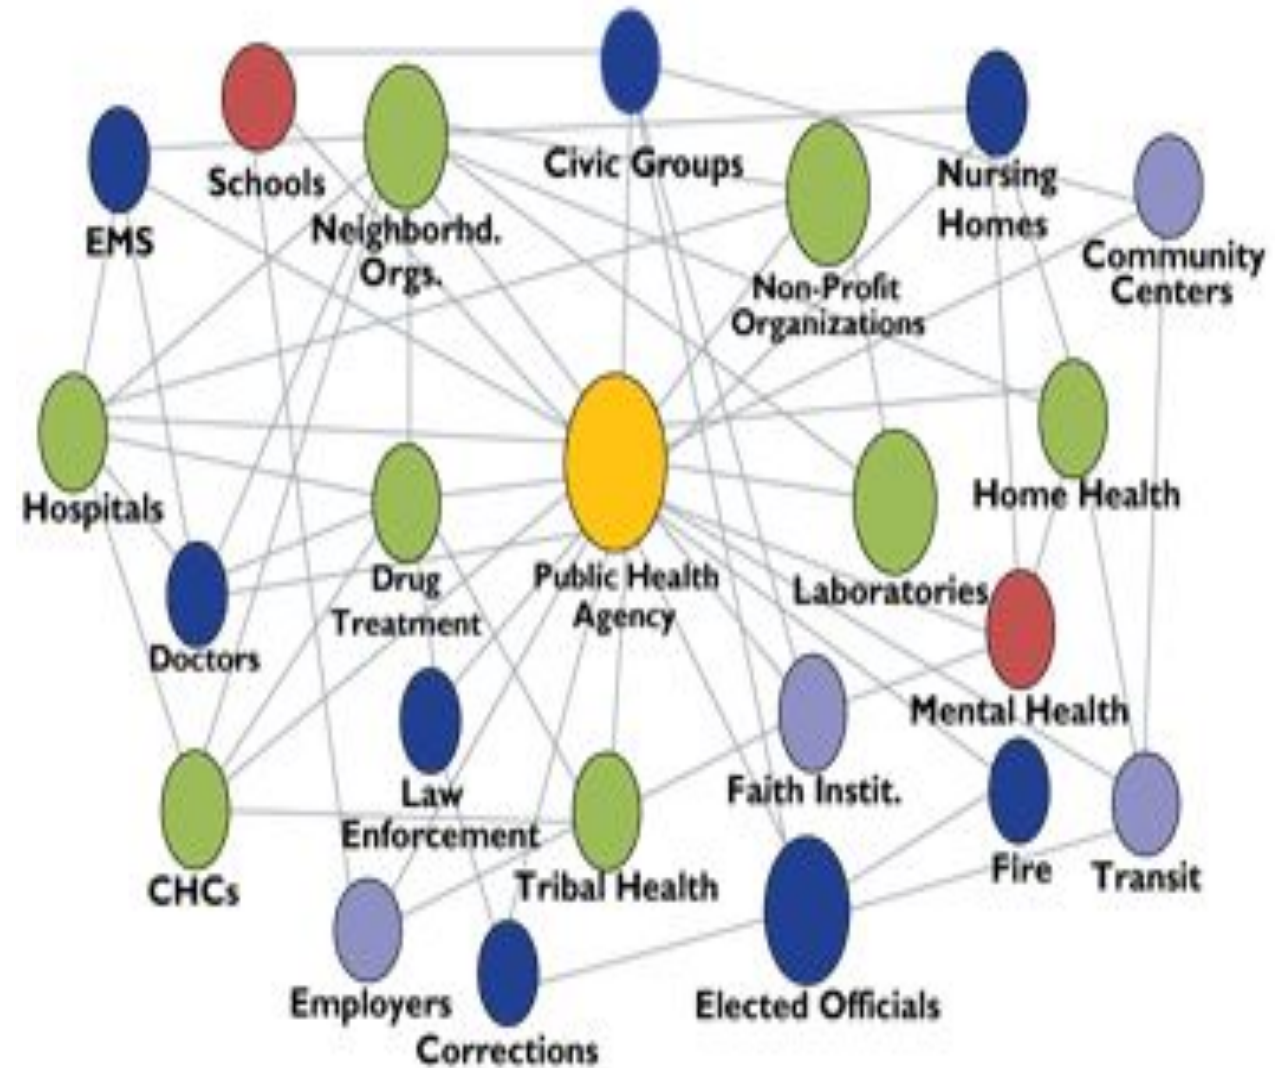 Schools
Civic Groups
Nursing
Homes
EMS
Neighborhd.
Orgs.
Community
Centers
Non-Profit
Organizations
Hospitals
Home Health
Drug
Treatment
Public Health
Agency
Laboratories
Doctors
Mental Health
Law
Enforcement
Faith Instit.
CHCs
Tribal Health
Fire
Transit
Employers
Elected Officials
Corrections